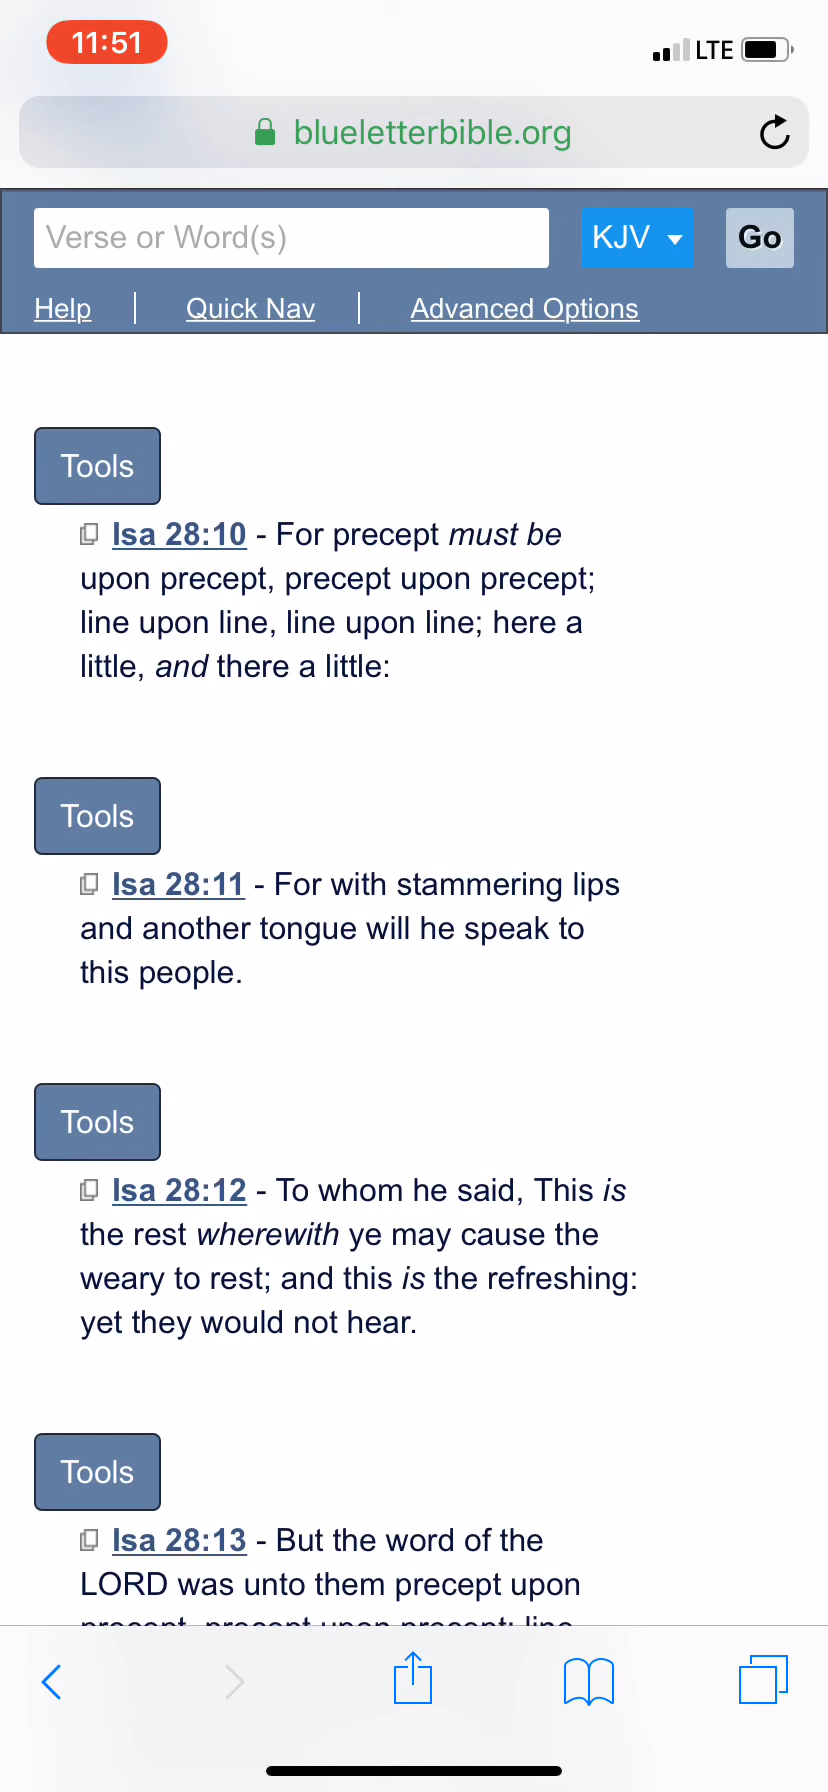 11:51
LTE
blueletterbible.org
Verse or Word(s)
KJV
Go
Help
Quick Nav
Advanced Options
Tools
Isa 28:10 - For precept must be
upon precept, precept upon precept;
line upon line, line upon line; here a
little, and there a little:
Tools
Isa 28:11 - For with stammering lips
and another tongue will he speak to
this people.
Tools
Isa 28:12 - To whom he said, This is
the rest wherewith ye may cause the
weary to rest; and this is the refreshing:
yet they would not hear.
Tools
Isa 28:13 - But the word of the
LORD was unto them precept upon
precept, precept upon precept; line